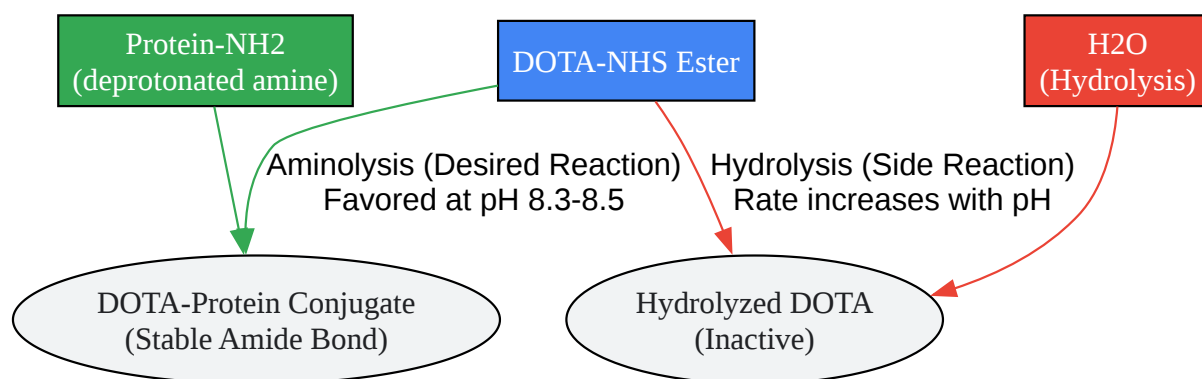 Protein-NH2
(deprotonated amine)
DOTA-NHS Ester
H2O
(Hydrolysis)
Aminolysis (Desired Reaction)
Favored at pH 8.3-8.5
Hydrolysis (Side Reaction)
Rate increases with pH
DOTA-Protein Conjugate
(Stable Amide Bond)
Hydrolyzed DOTA
(Inactive)